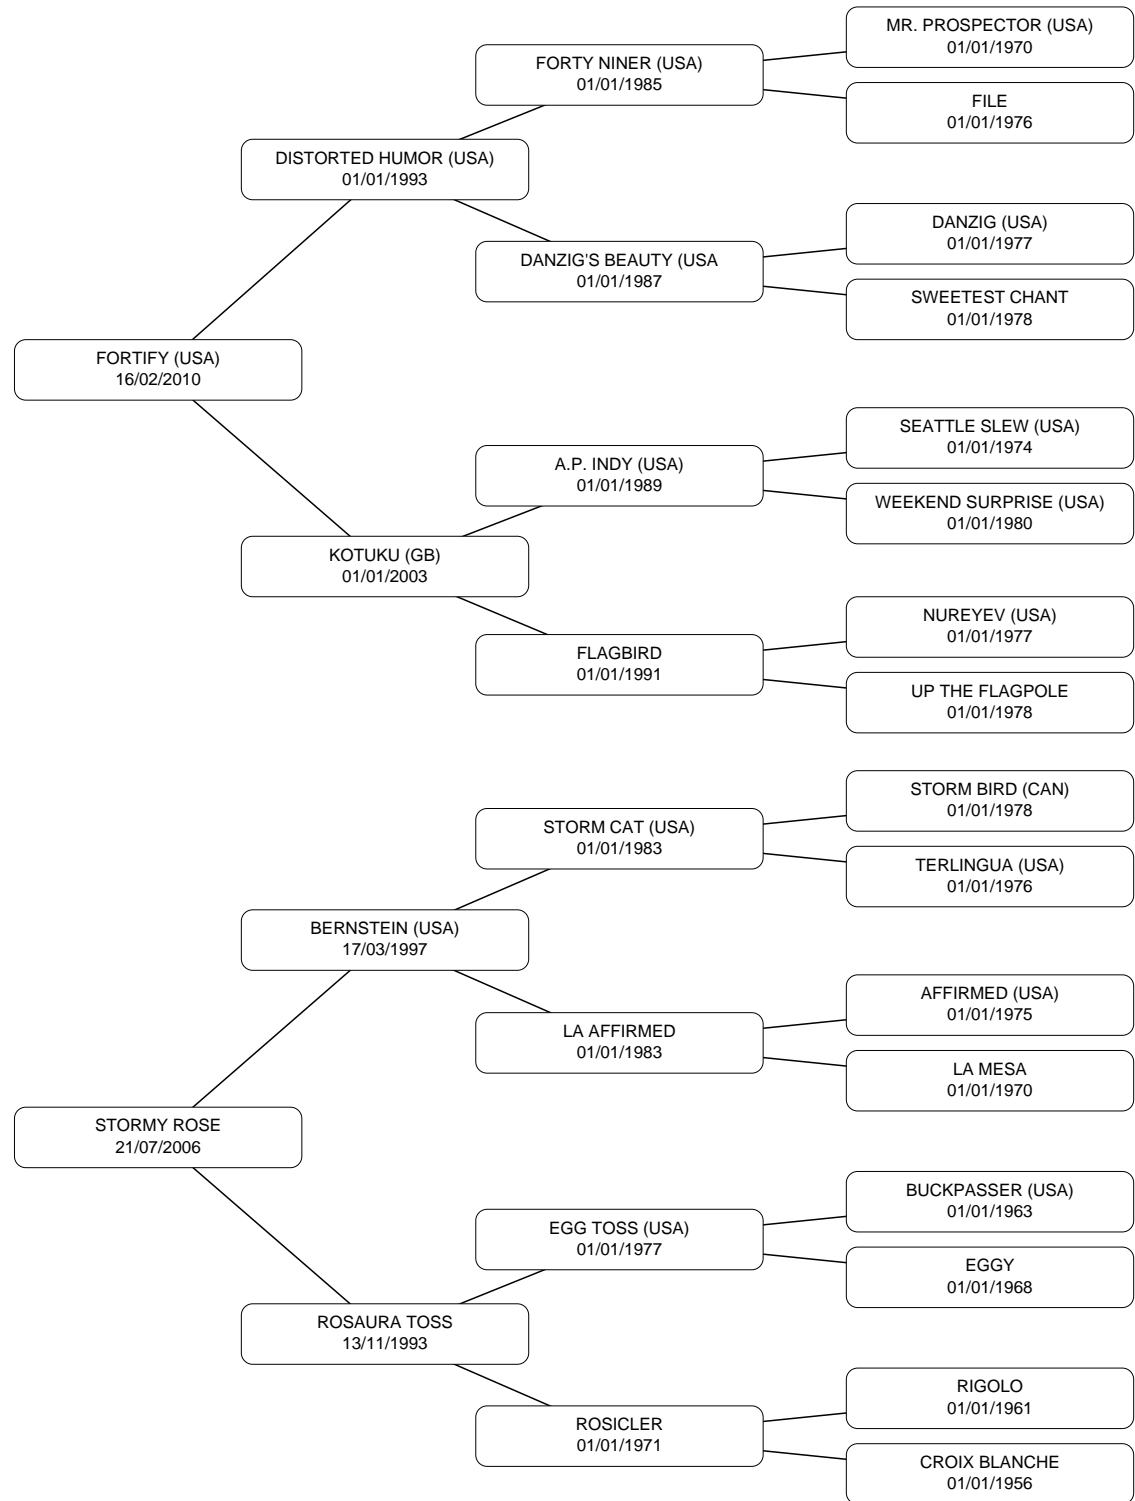 MR. PROSPECTOR (USA)
01/01/1970
FORTY NINER (USA)
01/01/1985
FILE
01/01/1976
DISTORTED HUMOR (USA)
01/01/1993
DANZIG (USA)
01/01/1977
DANZIG'S BEAUTY (USA
01/01/1987
SWEETEST CHANT
01/01/1978
FORTIFY (USA)
16/02/2010
SEATTLE SLEW (USA)
01/01/1974
A.P. INDY (USA)
01/01/1989
WEEKEND SURPRISE (USA)
01/01/1980
KOTUKU (GB)
01/01/2003
NUREYEV (USA)
01/01/1977
FLAGBIRD
01/01/1991
UP THE FLAGPOLE
01/01/1978
STORM BIRD (CAN)
01/01/1978
STORM CAT (USA)
01/01/1983
TERLINGUA (USA)
01/01/1976
BERNSTEIN (USA)
17/03/1997
AFFIRMED (USA)
01/01/1975
LA AFFIRMED
01/01/1983
LA MESA
01/01/1970
STORMY ROSE
21/07/2006
BUCKPASSER (USA)
01/01/1963
EGG TOSS (USA)
01/01/1977
EGGY
01/01/1968
ROSAURA TOSS
13/11/1993
RIGOLO
01/01/1961
ROSICLER
01/01/1971
CROIX BLANCHE
01/01/1956